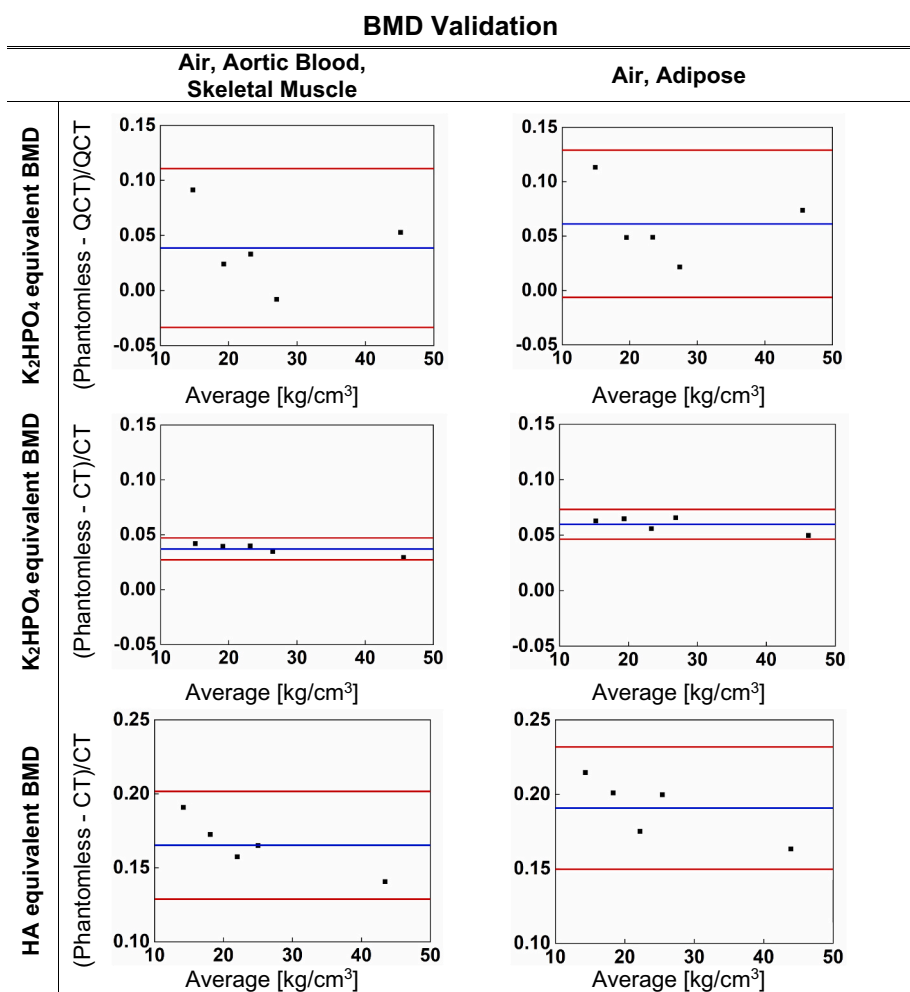 BMD Validation
Air, Aortic Blood,
Skeletal Muscle
Air, Adipose
K₂HPO₄ equivalent BMD
(Phantomless - QCT)/QCT
0.15
0.10
0.05
0.00
-0.05
10 20 30 40 50
Average [kg/cm³]
0.15
0.10
0.05
0.00
-0.05
10 20 30 40 50
Average [kg/cm³]
K₂HPO₄ equivalent BMD
(Phantomless - CT)/CT
0.15
0.10
0.05
0.00
-0.05
10 20 30 40 50
Average [kg/cm³]
0.15
0.10
0.05
0.00
-0.05
10 20 30 40 50
Average [kg/cm³]
HA equivalent BMD
(Phantomless - CT)/CT
0.25
0.20
0.15
0.10
10 20 30 40 50
Average [kg/cm³]
0.25
0.20
0.15
0.10
10 20 30 40 50
Average [kg/cm³]